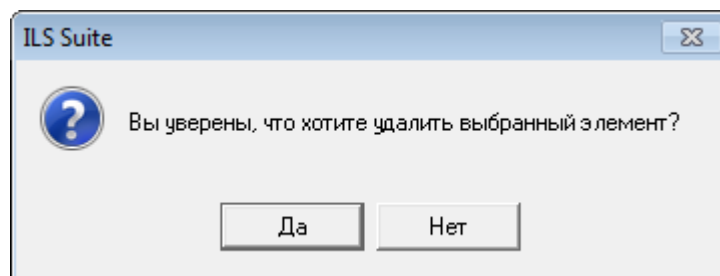 ILS Suite
Вы уверены, что хотите удалить выбранный элемент?
Да
Нет